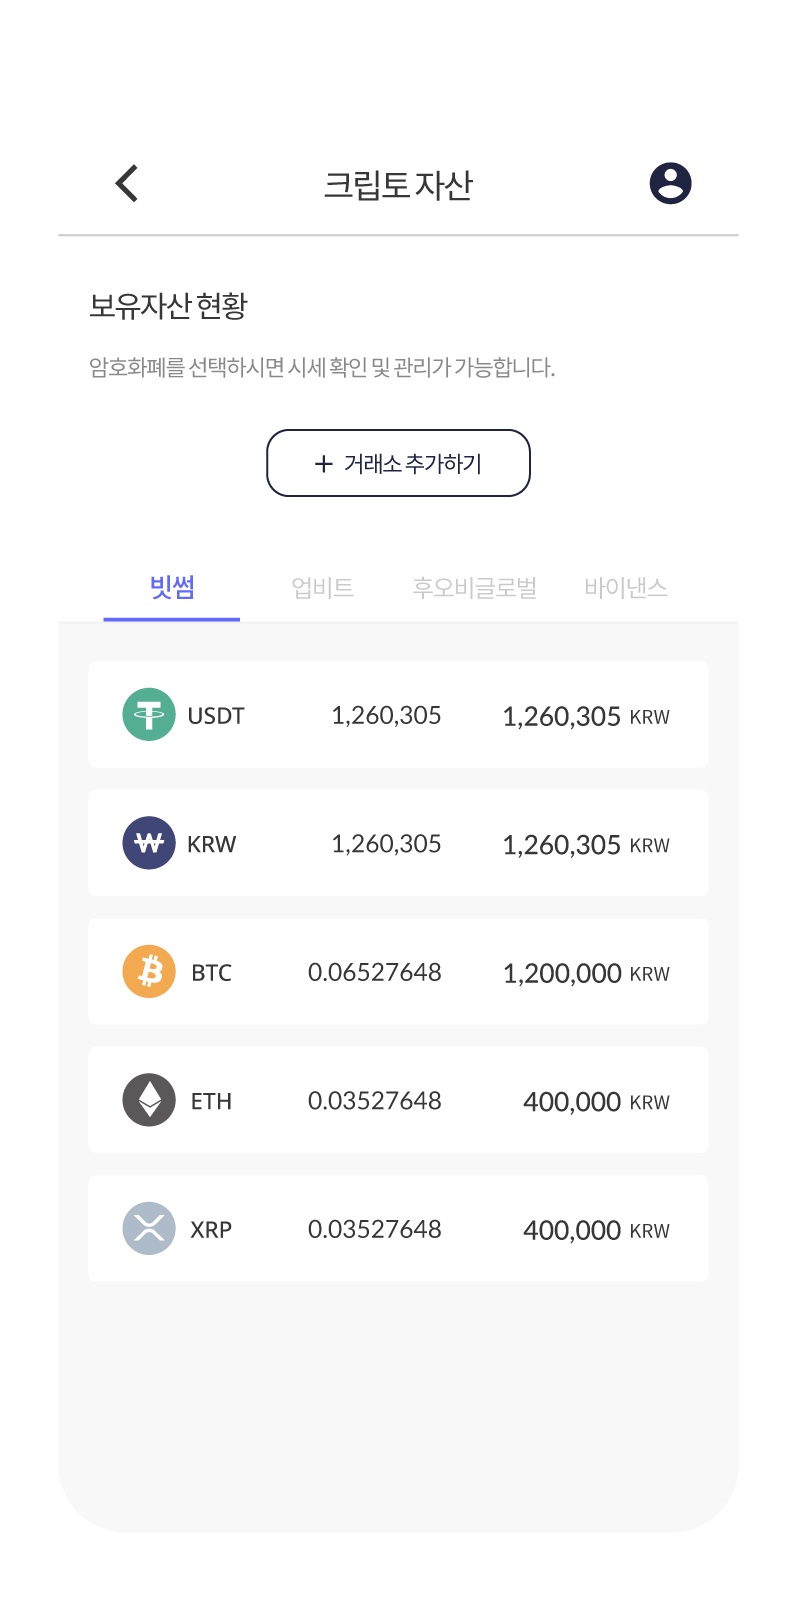 크립토 자산
보유자산 현황
암호화폐를 선택하시면 시세 확인 및 관리가 가능합니다.
+ 거래소 추가하기
빗썸 업비트 후오비글로벌 바이낸스
USDT 1,260,305 1,260,305 KRW
KRW 1,260,305 1,260,305 KRW
BTC 0.06527648 1,200,000 KRW
ETH 0.03527648 400,000 KRW
XRP 0.03527648 400,000 KRW